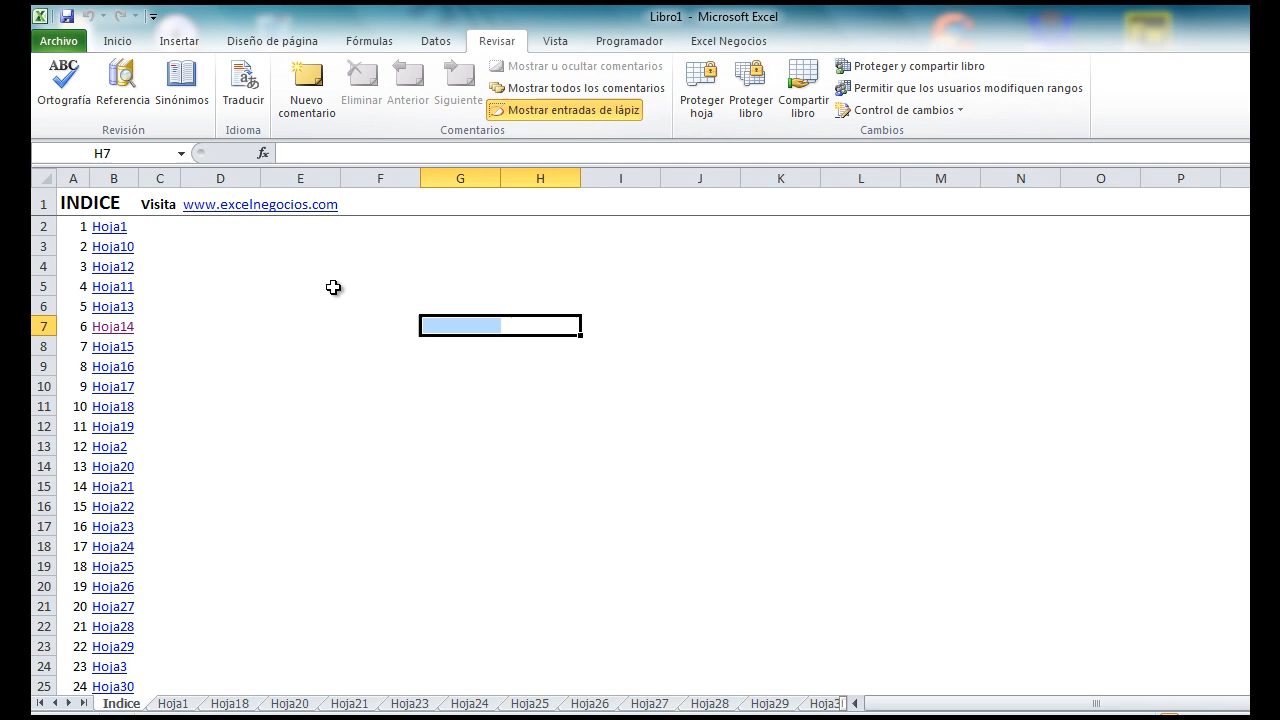 Libro1 - Microsoft Excel
Archivo Inicio Insertar Diseño de página Fórmulas Datos Revisar Vista Programador Excel Negocios
ABC
Ortografía Referencia Sinónimos Traducir Nuevo comentario Eliminar Anterior Siguiente
Mostrar u ocultar comentarios
Mostrar todos los comentarios
Mostrar entradas de lápiz
Proteger hoja Proteger libro Compartir libro
Proteger y compartir libro
Permitir que los usuarios modifiquen rangos
Control de cambios
Revisión Idioma Comentarios Cambios
H7 fx
A B C D E F G H I J K L M N O P
1 INDICE Visita www.excelnegocios.com
2 1 Hoja1
3 2 Hoja10
4 3 Hoja12
5 4 Hoja11
6 5 Hoja13
7 6 Hoja14
8 7 Hoja15
9 8 Hoja16
10 9 Hoja17
11 10 Hoja18
12 11 Hoja19
13 12 Hoja2
14 13 Hoja20
15 14 Hoja21
16 15 Hoja22
17 16 Hoja23
18 17 Hoja24
19 18 Hoja25
20 19 Hoja26
21 20 Hoja27
22 21 Hoja28
23 22 Hoja29
24 23 Hoja3
25 24 Hoja30
Indice Hoja1 Hoja18 Hoja20 Hoja21 Hoja23 Hoja24 Hoja25 Hoja26 Hoja27 Hoja28 Hoja29